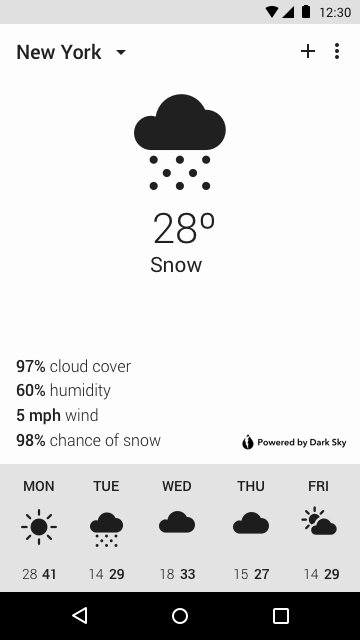 12:30
New York
28º
Snow
97% cloud cover
60% humidity
5 mph wind
98% chance of snow
Powered by Dark Sky
MON TUE WED THU FRI
28 41 14 29 18 33 15 27 14 29